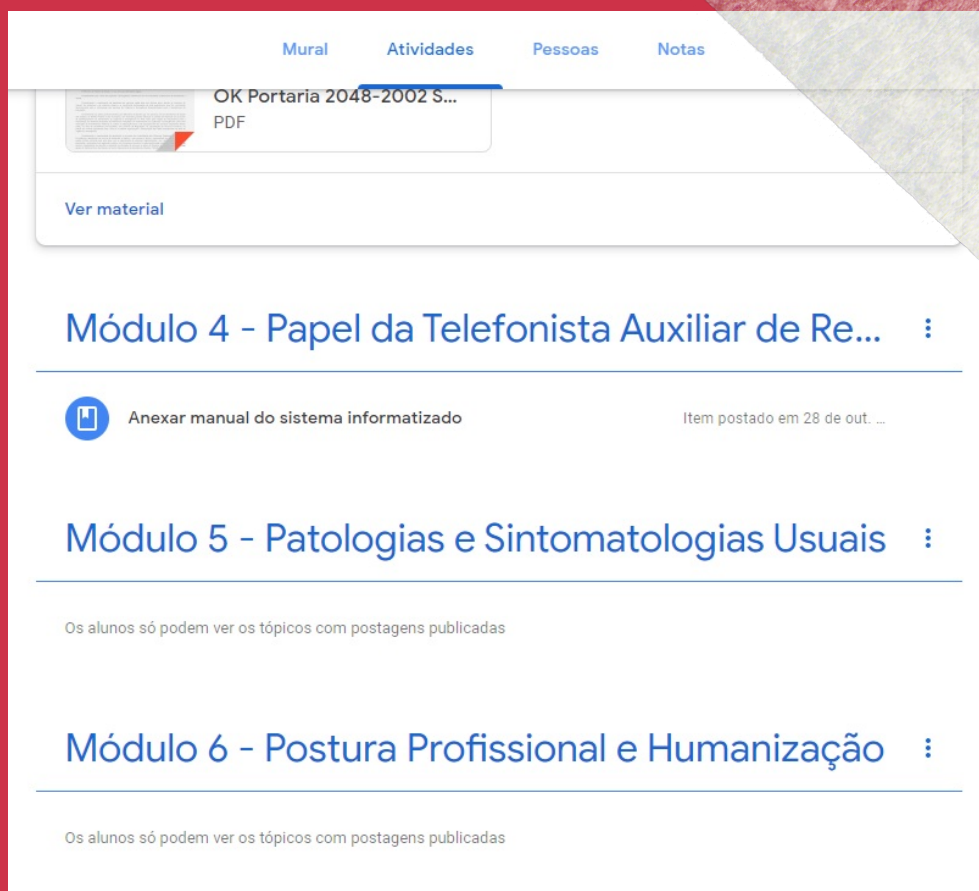 Mural Atividades Pessoas Notas
OK Portaria 2048-2002 S...
PDF
Ver material
Módulo 4 - Papel da Telefonista Auxiliar de Re...
Anexar manual do sistema informatizado Item postado em 28 de out. ...
Módulo 5 - Patologias e Sintomatologias Usuais
Os alunos só podem ver os tópicos com postagens publicadas
Módulo 6 - Postura Profissional e Humanização
Os alunos só podem ver os tópicos com postagens publicadas